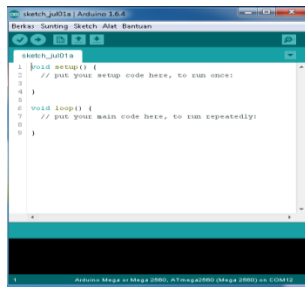 sketch_jul01a | Arduino 1.6.4
Berkas Sunting Sketch Alat Bantuan
sketch_jul01a
1 void setup() {
2 // put your setup code here, to run once:
3
4 }
5
6 void loop() {
7 // put your main code here, to run repeatedly:
8
9 }
1 Arduino Mega or Mega 2560, ATmega2560 (Mega 2560) on COM12